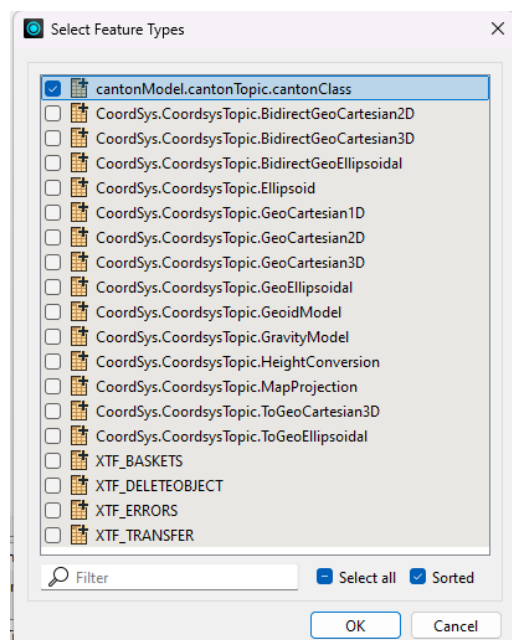 Select Feature Types
cantonModel.cantonTopic.cantonClass
CoordSys.CoordsysTopic.BidirectGeoCartesian2D
CoordSys.CoordsysTopic.BidirectGeoCartesian3D
CoordSys.CoordsysTopic.BidirectGeoEllipsoidal
CoordSys.CoordsysTopic.Ellipsoid
CoordSys.CoordsysTopic.GeoCartesian1D
CoordSys.CoordsysTopic.GeoCartesian2D
CoordSys.CoordsysTopic.GeoCartesian3D
CoordSys.CoordsysTopic.GeoEllipsoidal
CoordSys.CoordsysTopic.GeoidModel
CoordSys.CoordsysTopic.GravityModel
CoordSys.CoordsysTopic.HeightConversion
CoordSys.CoordsysTopic.MapProjection
CoordSys.CoordsysTopic.ToGeoCartesian3D
CoordSys.CoordsysTopic.ToGeoEllipsoidal
XTF_BASKETS
XTF_DELETEOBJECT
XTF_ERRORS
XTF_TRANSFER
Filter Select all Sorted
OK Cancel